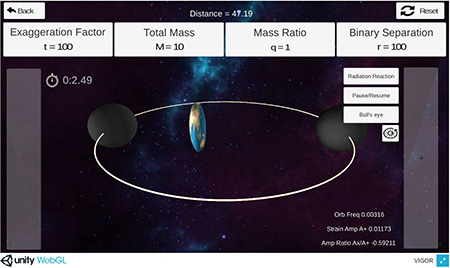 Back
Distance = 47.19
Reset
Exaggeration Factor
t = 100
Total Mass
M = 10
Mass Ratio
q = 1
Binary Separation
r = 100
0:2.49
Radiation Reaction
Pause/Resume
Bull's eye
-
+
Orb Freq 0.00316
Strain Amp A+ 0.01173
Amp Ratio Ax/A+ -0.59211
unity WebGL
VIGOR